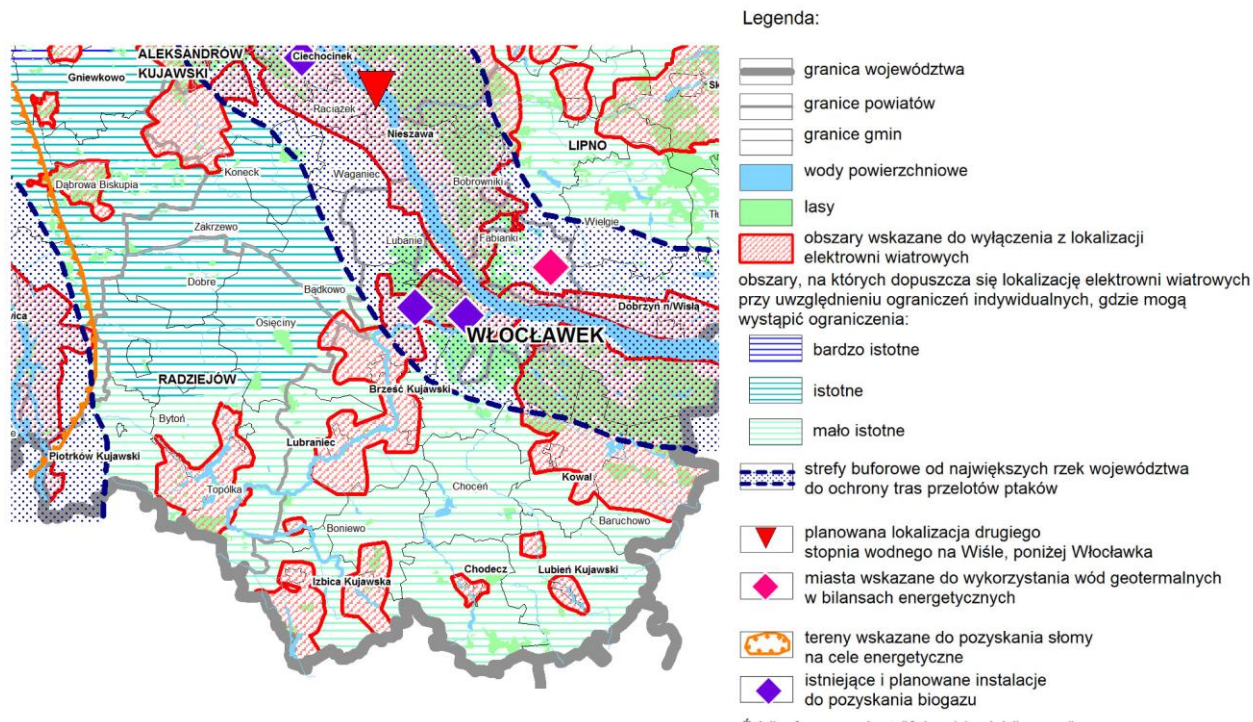 Legenda:
ALEKSANDRÓW
KUJAWSKI
Ciechocinek
Gniewkowo
Raciążek
Nieszawa
LIPNO
Dąbrowa Biskupia
Koneck
Waganiec
Bobrowniki
Zakrzewo
Lubanie
Fabianki
Wielgie
Dobre
Bądkowo
Osięciny
Dobrzyń n/Wisłą
WŁOCŁAWEK
RADZIEJÓW
Brześć Kujawski
Bytoń
Lubraniec
Piotrków Kujawski
Topólka
Choceń
Kowal
Boniewo
Baruchowo
Izbica Kujawska
Chodecz
Lubień Kujawski
granica województwa
granice powiatów
granice gmin
wody powierzchniowe
lasy
obszary wskazane do wyłączenia z lokalizacji
elektrowni wiatrowych
obszary, na których dopuszcza się lokalizację elektrowni wiatrowych
przy uwzględnieniu ograniczeń indywidualnych, gdzie mogą
wystąpić ograniczenia:
bardzo istotne
istotne
mało istotne
strefy buforowe od największych rzek województwa
do ochrony tras przelotów ptaków
planowana lokalizacja drugiego
stopnia wodnego na Wiśle, poniżej Włocławka
miasta wskazane do wykorzystania wód geotermalnych
w bilansach energetycznych
tereny wskazane do pozyskania słomy
na cele energetyczne
istniejące i planowane instalacje
do pozyskania biogazu